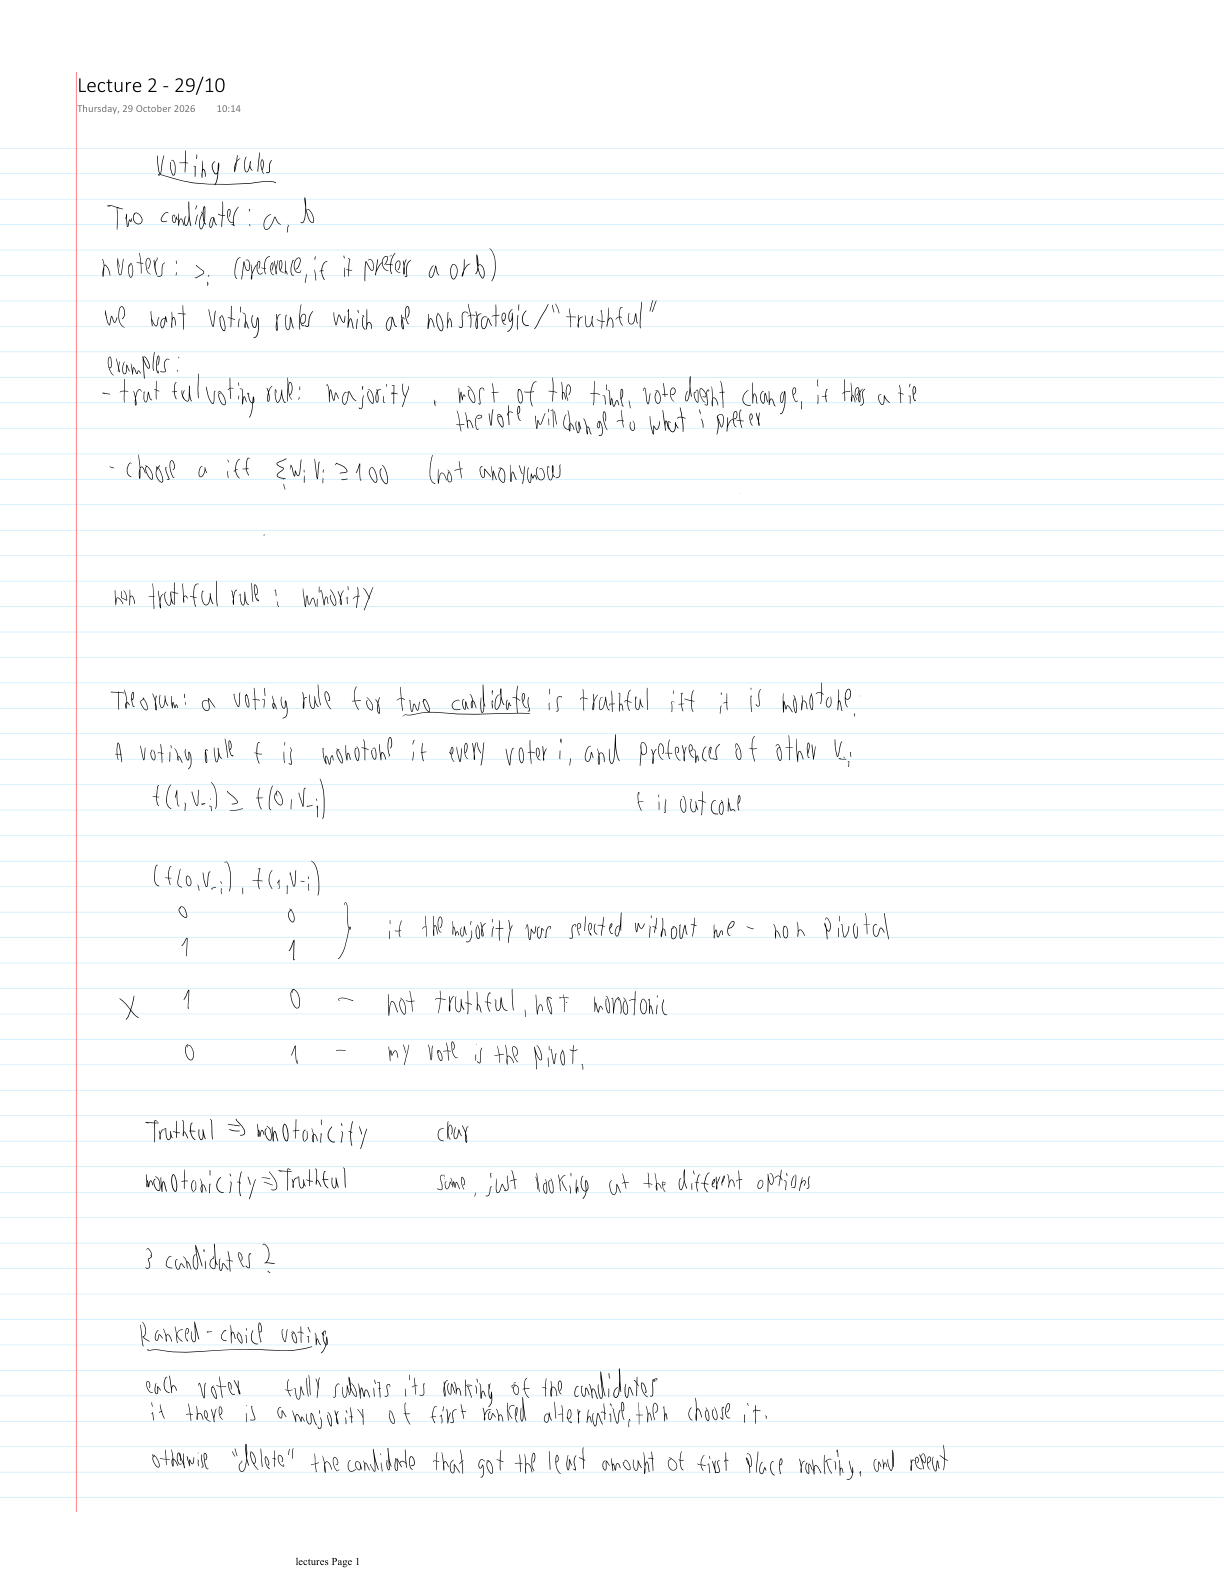 Lecture 2 - 29/10
Thursday, 29 October 2026 10:14
Voting rules
Two candidates: a, b
n voters: >i (preference, if it prefers a or b)
we want voting rules which are non strategic/"truthful"
examples:
- trutful voting rule: majority, most of the time, vote doesnt change, if thers a tie
the vote will change to what i prefer
- choose a iff Σ wi vi ≥ 100 (not anonymous
i
non truthful rule: minority
Theorum: a voting rule for two candidates is truthful iff it is monotone.
A voting rule f is monotone if every voter i, and preferences of other V-i
f(1,V-i) ≥ f(0,V-i) f is outcome
(f(0,V-i), f(1,V-i)
0 0 } if the majority was selected without me - non pivotal
1 1
X 1 0 - not truthful, not monotonic
0 1 - my vote is the pivot.
Truthful ⇒ monotonicity clear
monotonicity ⇒ Truthful same, just looking at the different options
3 candidates?
Ranked-choice voting
each voter fully submits its ranking of the candidates
if there is a majority of first ranked alternative, then choose it.
otherwise "delete" the candidate that got the least amount of first place ranking, and repeat
lectures Page 1